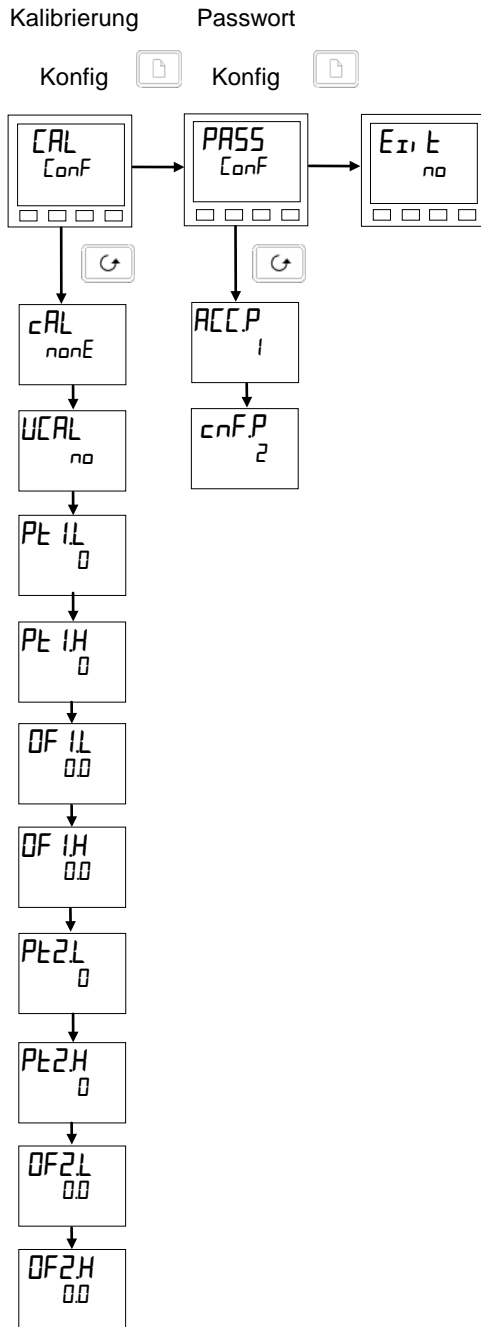 Kalibrierung Passwort
Konfig Konfig
CAL PASS Exit
ConF ConF no
cAL ACC.P
nonE 1
UCAL cnF.P
no 2
Pt 1.L
0
Pt 1.H
0
OF 1.L
0.0
OF 1.H
0.0
Pt2.L
0
Pt2.H
0
OF2.L
0.0
OF2.H
0.0